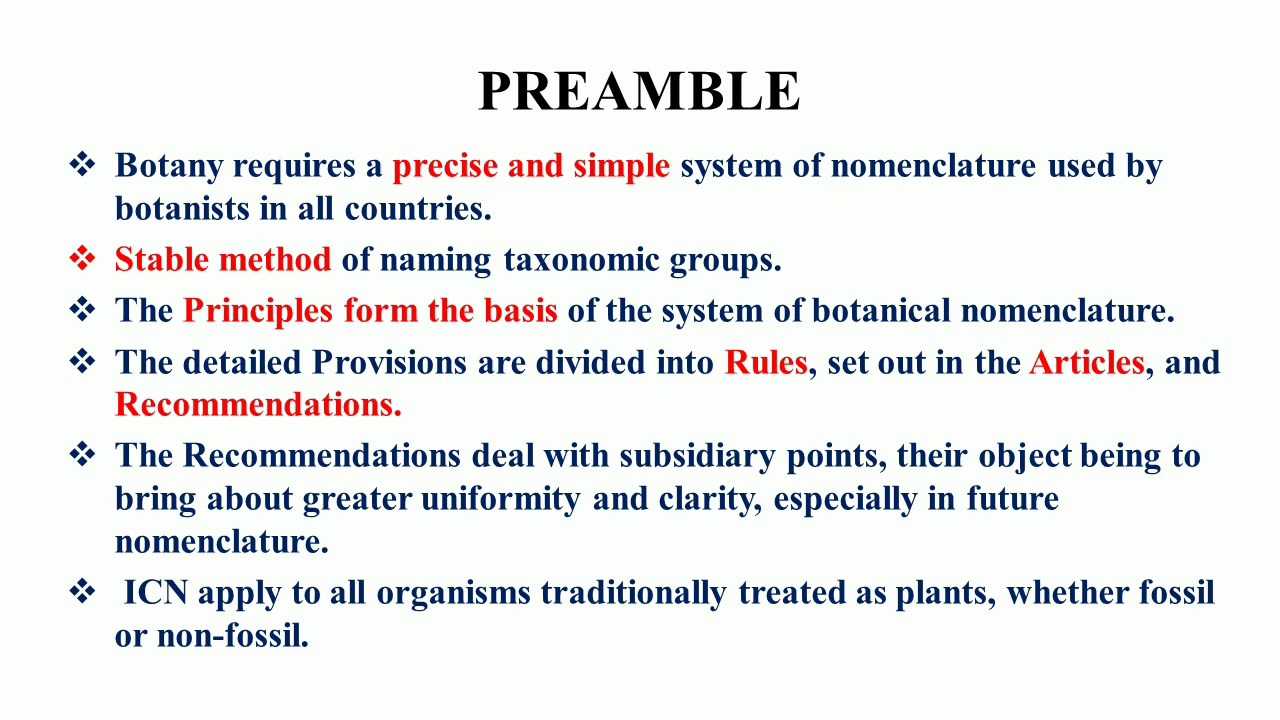 PREAMBLE
❖ Botany requires a precise and simple system of nomenclature used by
botanists in all countries.
❖ Stable method of naming taxonomic groups.
❖ The Principles form the basis of the system of botanical nomenclature.
❖ The detailed Provisions are divided into Rules, set out in the Articles, and
Recommendations.
❖ The Recommendations deal with subsidiary points, their object being to
bring about greater uniformity and clarity, especially in future
nomenclature.
❖ ICN apply to all organisms traditionally treated as plants, whether fossil
or non-fossil.